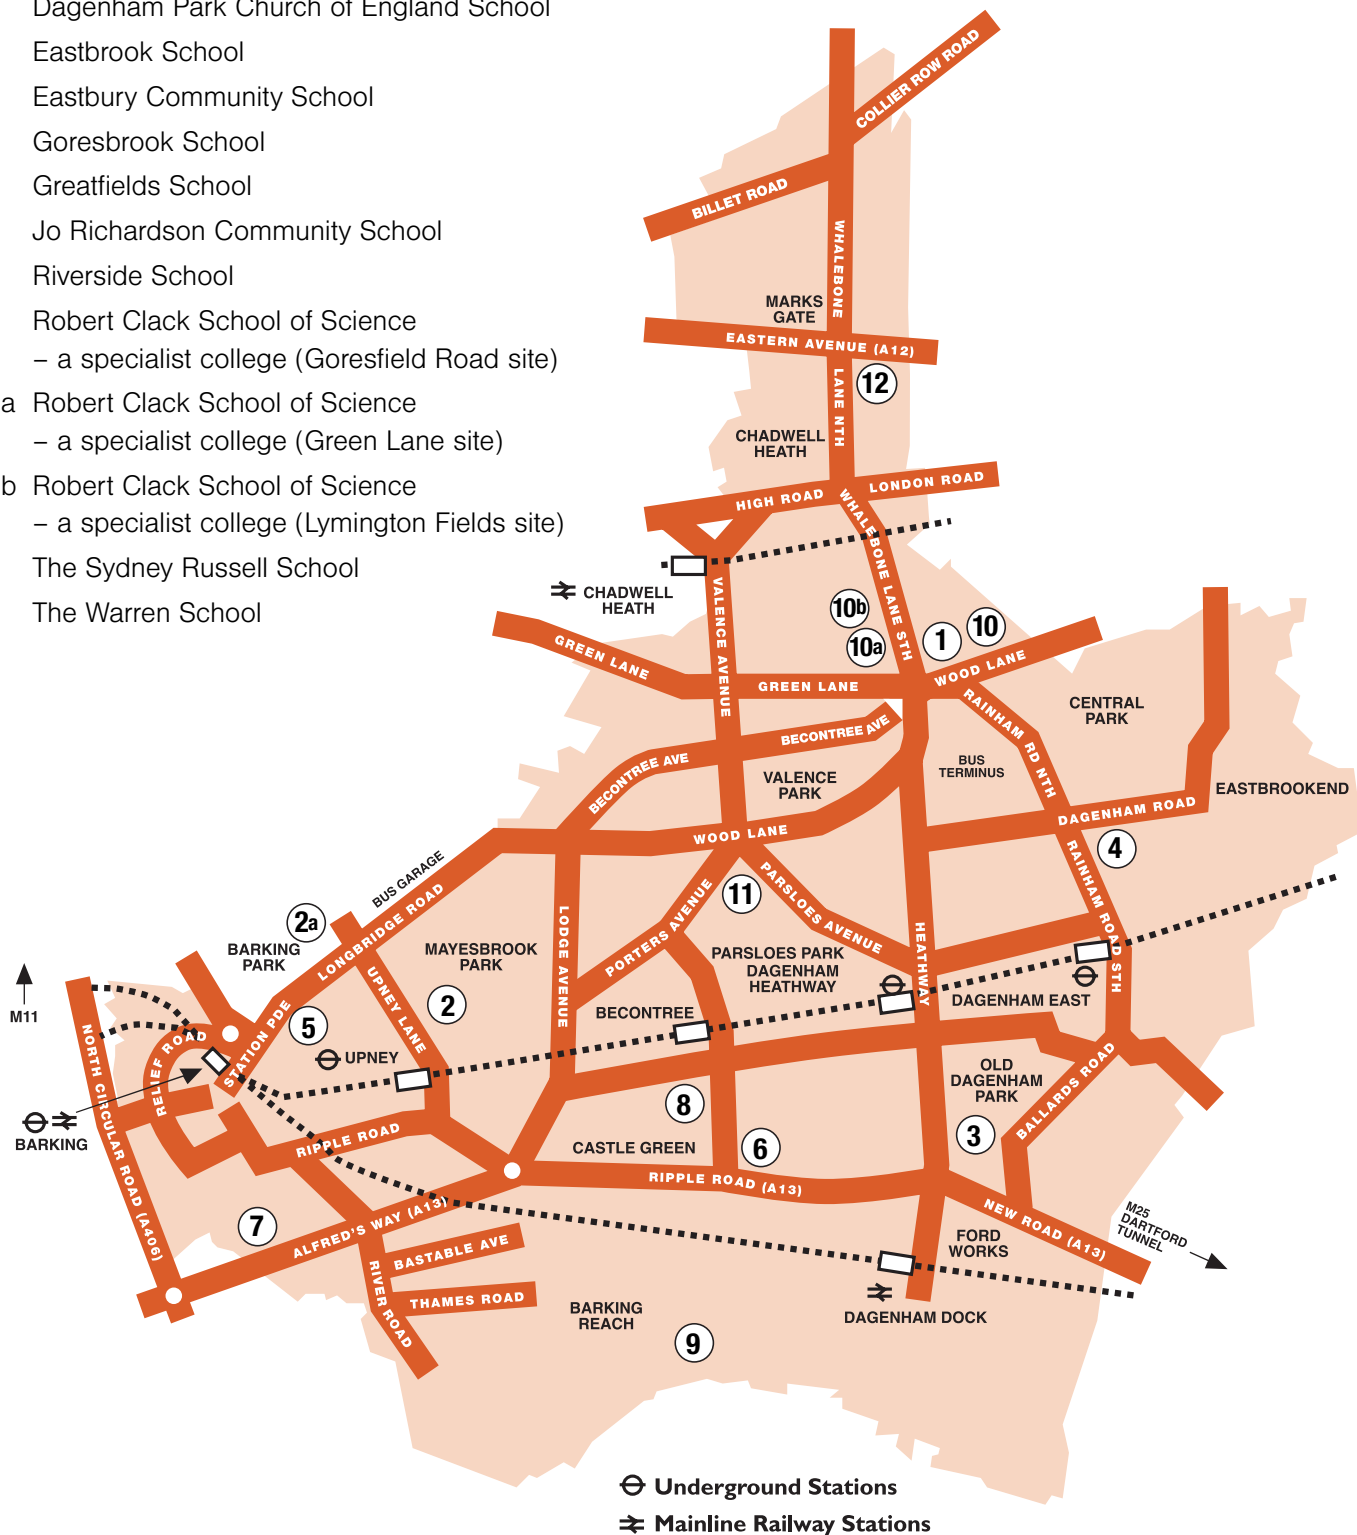 Dagenham Park Church of England School
Eastbrook School
Eastbury Community School
Goresbrook School
Greatfields School
Jo Richardson Community School
Riverside School
Robert Clack School of Science
– a specialist college (Goresfield Road site)
a Robert Clack School of Science
– a specialist college (Green Lane site)
b Robert Clack School of Science
– a specialist college (Lymington Fields site)
The Sydney Russell School
The Warren School
COLLIER ROW ROAD
BILLET ROAD
WHALEBONE
MARKS
GATE
EASTERN AVENUE (A12)
LANE NTH
12
CHADWELL
HEATH
HIGH ROAD
LONDON ROAD
WHALEBONE LANE STH
CHADWELL
HEATH
VALENCE AVENUE
10b
10a
1
10
GREEN LANE
GREEN LANE
WOOD LANE
RAINHAM RD NTH
CENTRAL
PARK
BECONTREE AVE
BECONTREE AVE
BUS
TERMINUS
VALENCE
PARK
EASTBROOKEND
DAGENHAM ROAD
WOOD LANE
4
RAINHAM ROAD STH
BUS GARAGE
LONGBRIDGE ROAD
2a
BARKING
PARK
MAYESBROOK
PARK
LODGE AVENUE
PORTERS AVENUE
11
PARSLOES AVENUE
HEATHWAY
PARSLOES PARK
DAGENHAM
HEATHWAY
DAGENHAM EAST
BECONTREE
UPNEY LANE
2
M11
5
STATION PDE
UPNEY
RELIEF ROAD
NORTH CIRCULAR ROAD (A406)
BARKING
OLD
DAGENHAM
PARK
BALLARDS ROAD
8
3
CASTLE GREEN
6
RIPPLE ROAD
RIPPLE ROAD (A13)
7
ALFRED'S WAY (A13)
NEW ROAD (A13)
M25
DARTFORD
TUNNEL
FORD
WORKS
BASTABLE AVE
RIVER ROAD
THAMES ROAD
BARKING
REACH
DAGENHAM DOCK
9
Underground Stations
Mainline Railway Stations